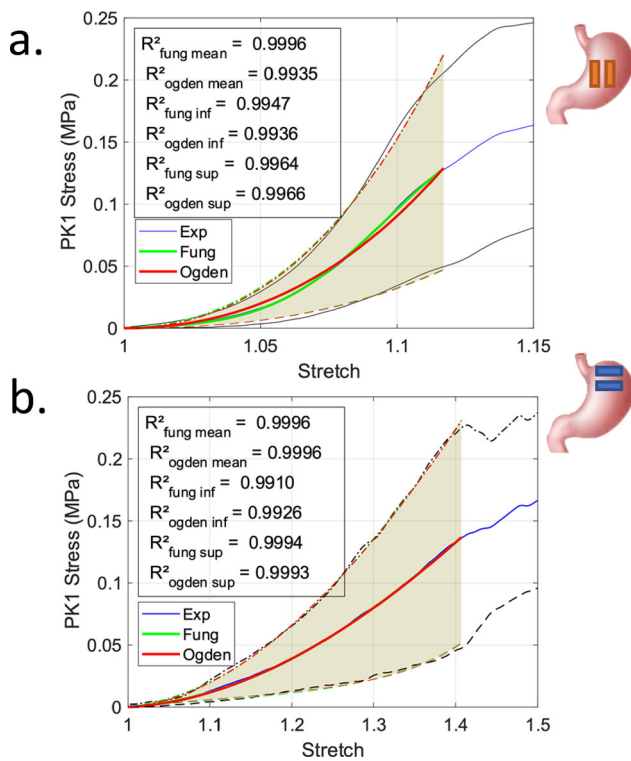 a.
0.25
0.2
0.15
0.1
0.05
0
PK1 Stress (MPa)
R²fung mean = 0.9996
R²ogden mean = 0.9935
R²fung inf = 0.9947
R²ogden inf = 0.9936
R²fung sup = 0.9964
R²ogden sup = 0.9966
Exp
Fung
Ogden
1 1.05 1.1 1.15
Stretch
b.
0.25
0.2
0.15
0.1
0.05
0
PK1 Stress (MPa)
R²fung mean = 0.9996
R²ogden mean = 0.9996
R²fung inf = 0.9910
R²ogden inf = 0.9926
R²fung sup = 0.9994
R²ogden sup = 0.9993
Exp
Fung
Ogden
1 1.1 1.2 1.3 1.4 1.5
Stretch